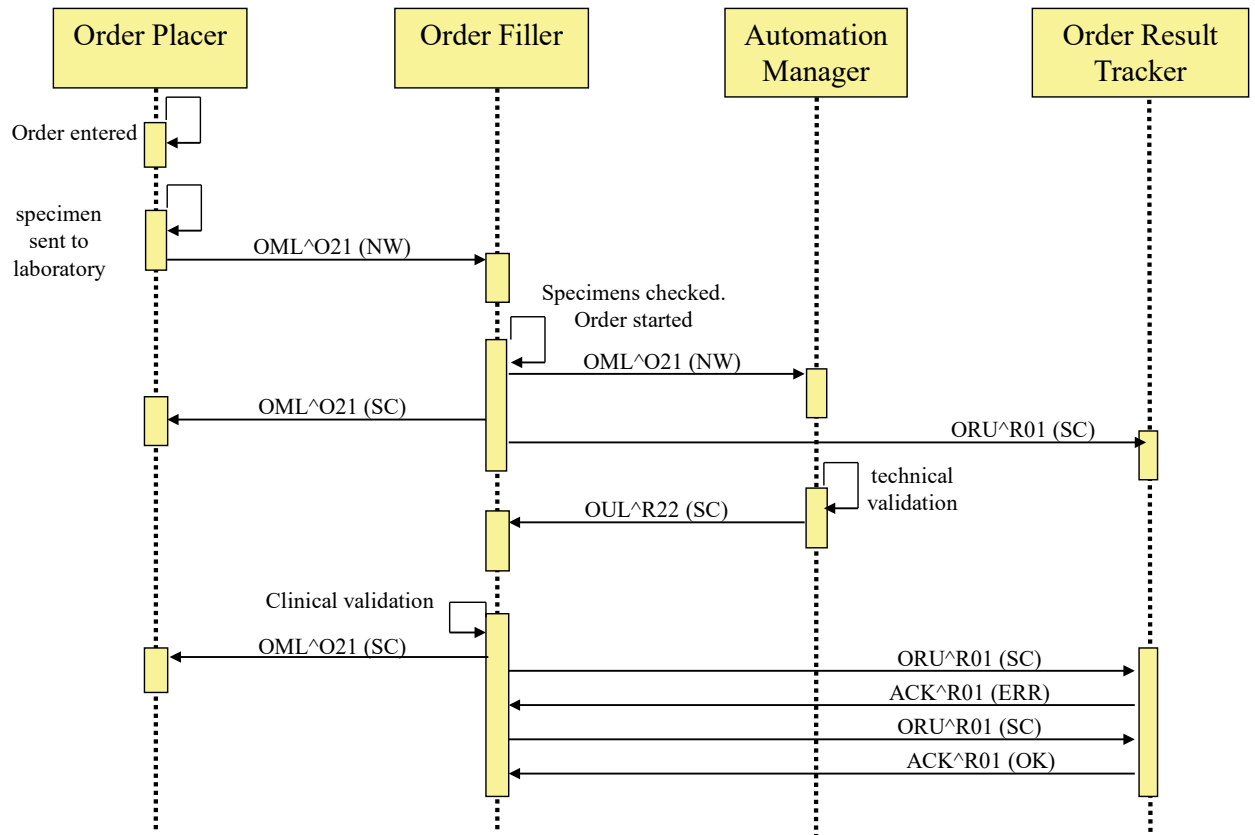 Order Placer
Order Filler
Automation
Manager
Order Result
Tracker
Order entered
specimen
sent to
laboratory
OML^O21 (NW)
Specimens checked.
Order started
OML^O21 (NW)
OML^O21 (SC)
ORU^R01 (SC)
technical
validation
OUL^R22 (SC)
Clinical validation
OML^O21 (SC)
ORU^R01 (SC)
ACK^R01 (ERR)
ORU^R01 (SC)
ACK^R01 (OK)